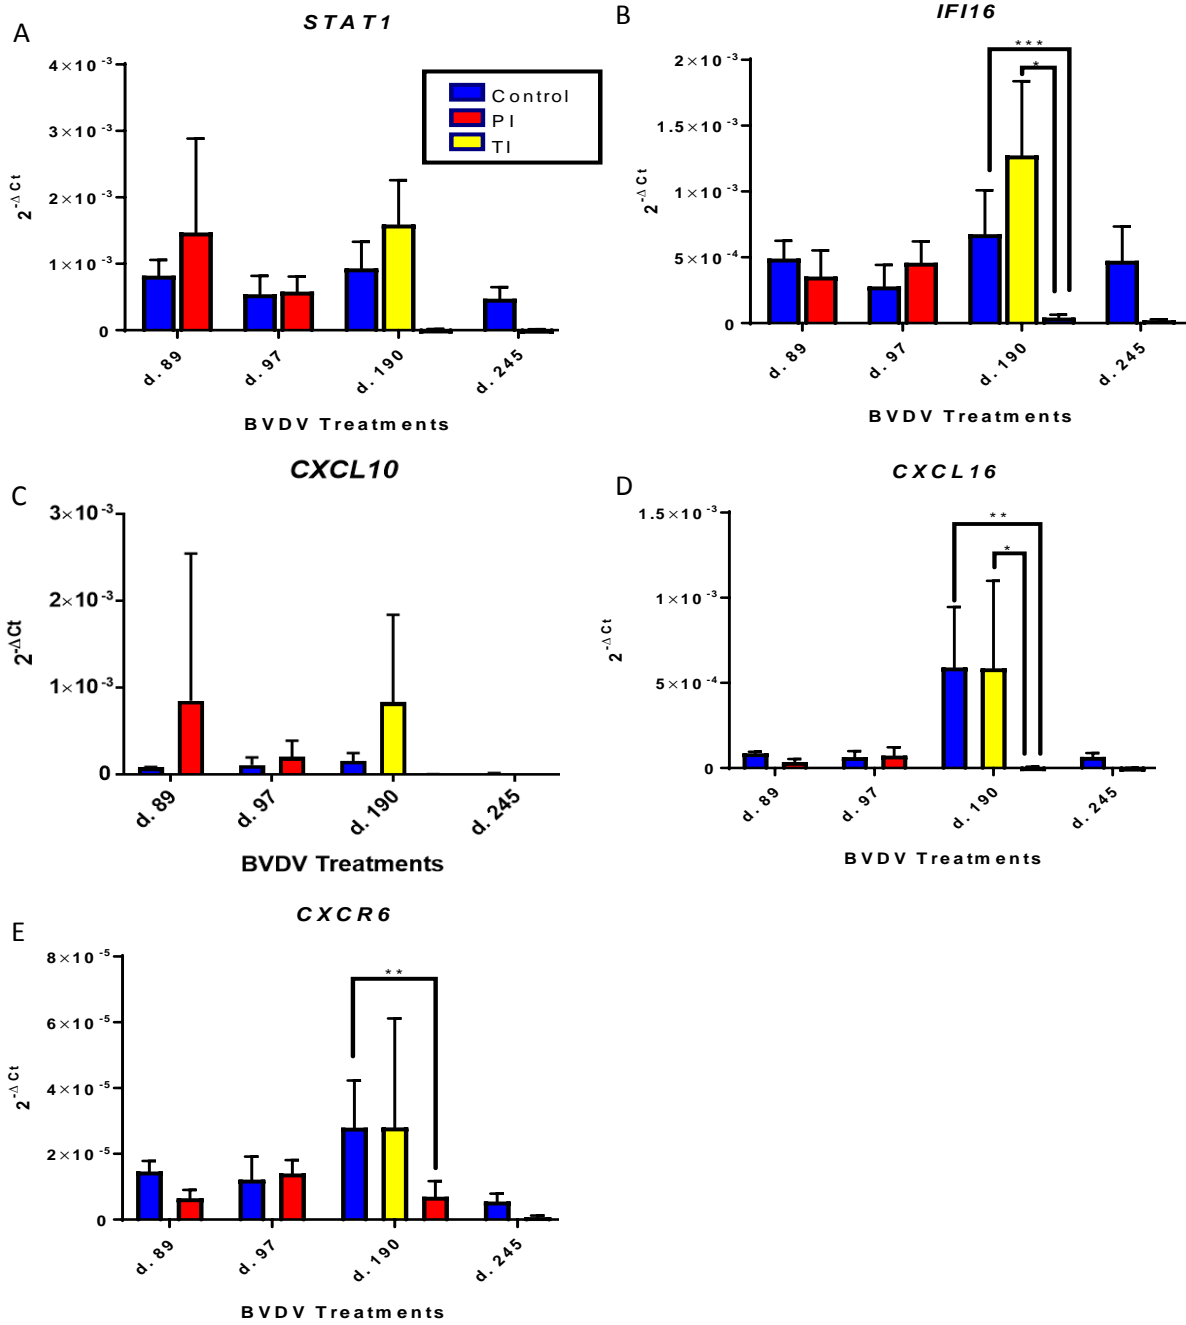 A
STAT1
4×10⁻³
3×10⁻³
2×10⁻³
1×10⁻³
0
2^-ΔCt
Control
PI
TI
d. 89
d. 97
d. 190
d. 245
BVDV Treatments
B
IFI16
2×10⁻³
1.5×10⁻³
1×10⁻³
5×10⁻⁴
0
2^-ΔCt
***
*
d. 89
d. 97
d. 190
d. 245
BVDV Treatments
C
CXCL10
3×10⁻³
2×10⁻³
1×10⁻³
0
2^-ΔCt
d. 89
d. 97
d. 190
d. 245
BVDV Treatments
D
CXCL16
1.5×10⁻³
1×10⁻³
5×10⁻⁴
0
2^-ΔCt
**
*
d. 89
d. 97
d. 190
d. 245
BVDV Treatments
E
CXCR6
8×10⁻⁵
6×10⁻⁵
4×10⁻⁵
2×10⁻⁵
0
2^-ΔCt
**
d. 89
d. 97
d. 190
d. 245
BVDV Treatments